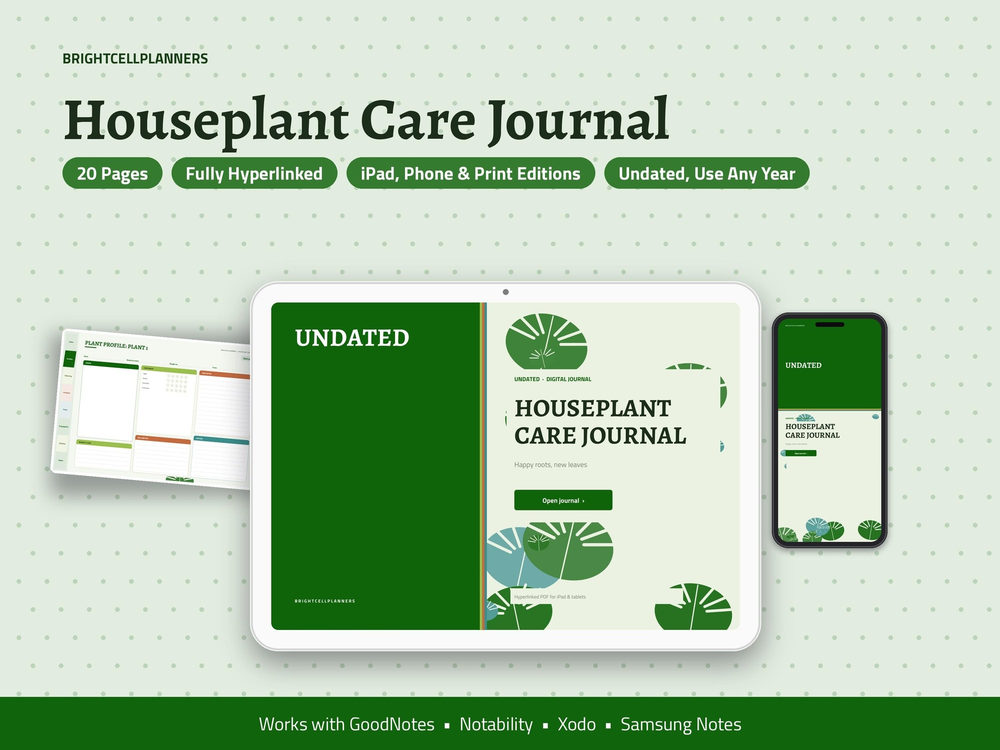 BRIGHTCELLPLANNERS
Houseplant Care Journal
20 Pages
Fully Hyperlinked
iPad, Phone & Print Editions
Undated, Use Any Year
PLANT PROFILE: PLANT 1
UNDATED
BRIGHTCELLPLANNERS
UNDATED · DIGITAL JOURNAL
HOUSEPLANT
CARE JOURNAL
Happy roots, new leaves
Open journal ›
Hyperlinked PDF for iPad & tablets
UNDATED
HOUSEPLANT
CARE JOURNAL
Works with GoodNotes ▪ Notability ▪ Xodo ▪ Samsung Notes